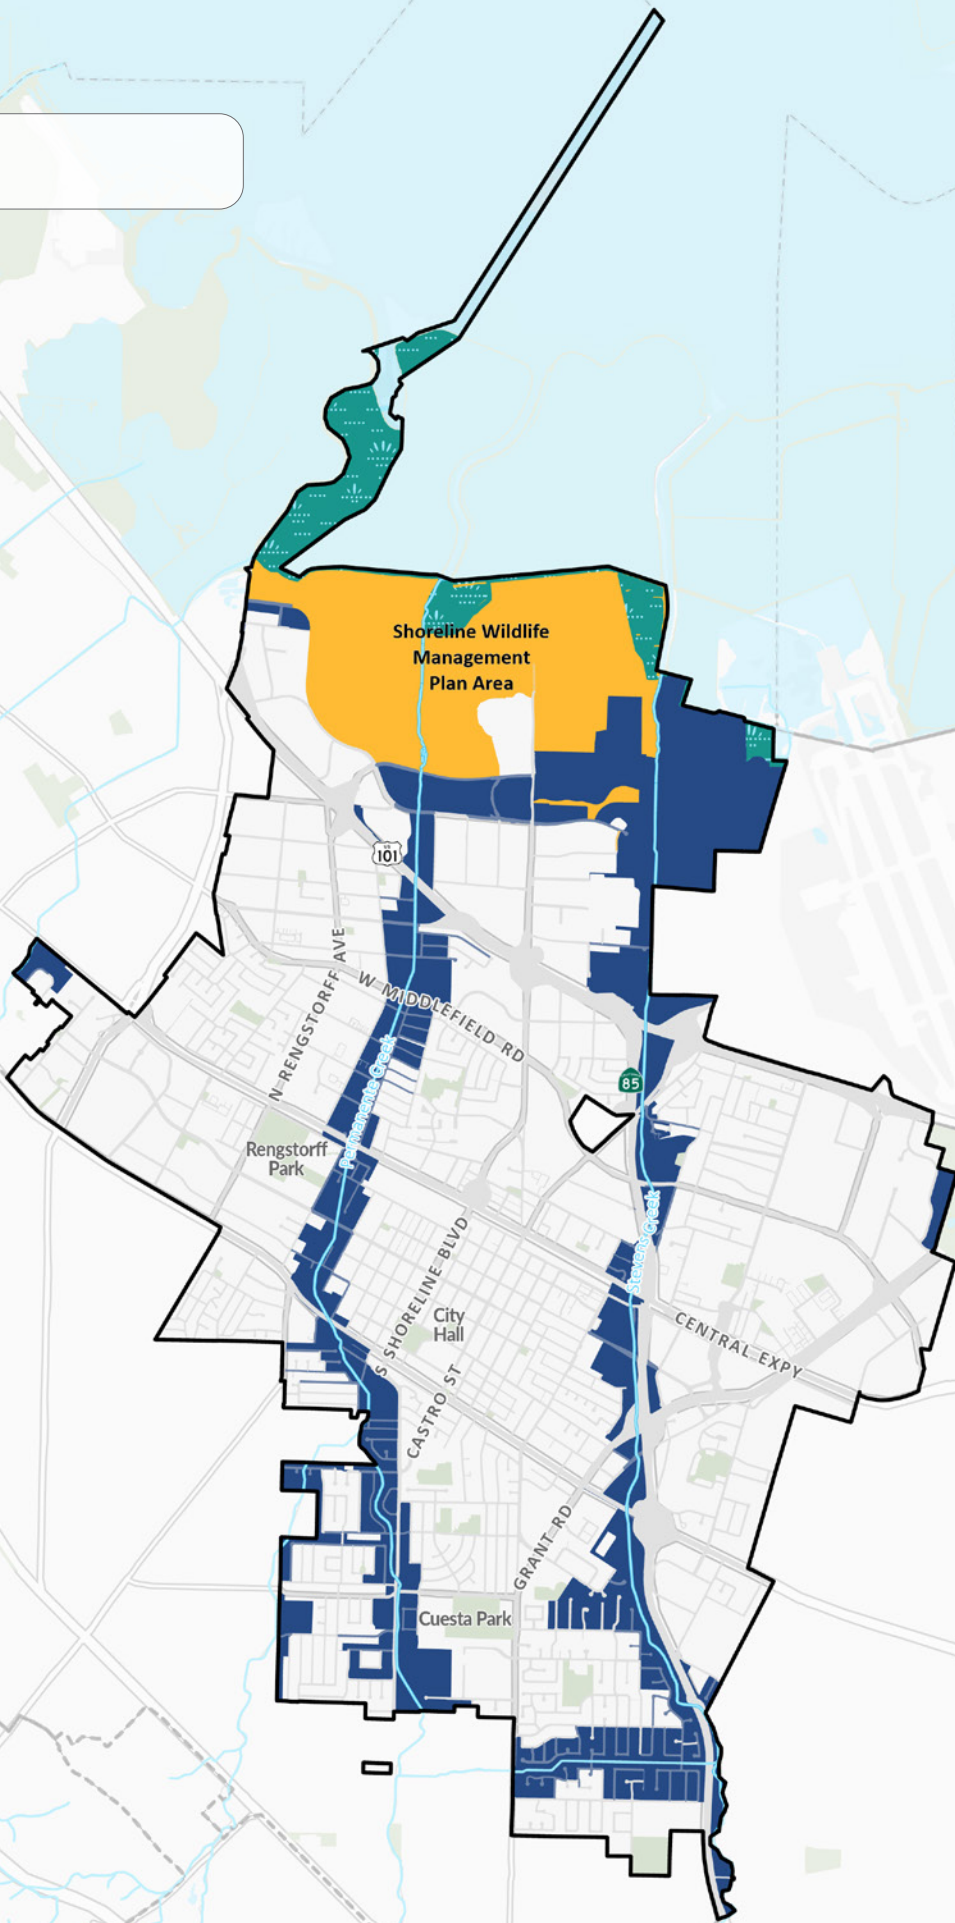 Shoreline Wildlife
Management
Plan Area
US
101
N RENGSTORFF AVE
W MIDDLEFIELD RD
Permanente Creek
85
Rengstorff
Park
Stevens Creek
S SHORELINE BLVD
City
Hall
CENTRAL EXPY
CASTRO ST
GRANT RD
Cuesta Park